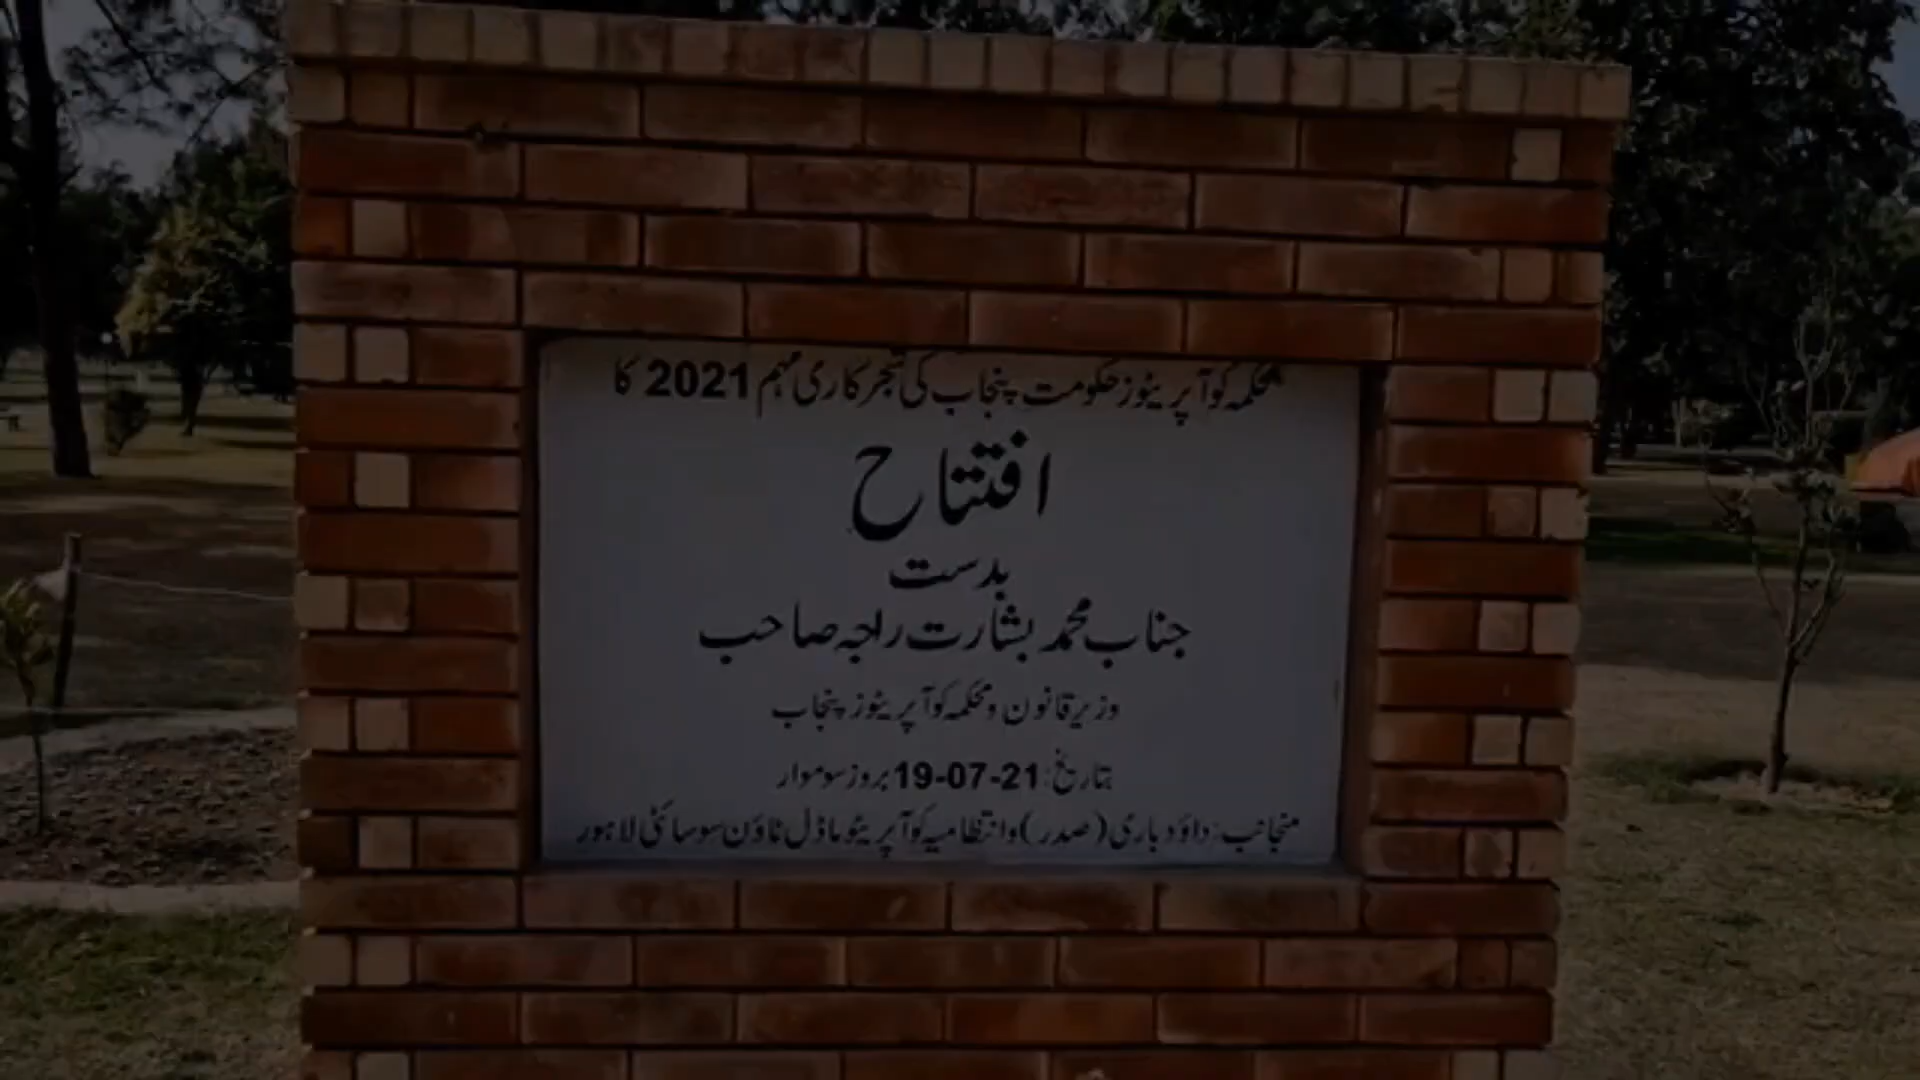 محکمہ کوآپریٹوز حکومت پنجاب کی شجرکاری مہم 2021 کا
افتتاح
بدست
جناب محمد بشارت راجہ صاحب
وزیر قانون و محکمہ کوآپریٹوز پنجاب
بتاریخ: 21-07-19 بروز سوموار
منجانب: داؤد باری (صدر) و انتظامیہ کوآپریٹو ماڈل ٹاؤن سوسائٹی لاہور